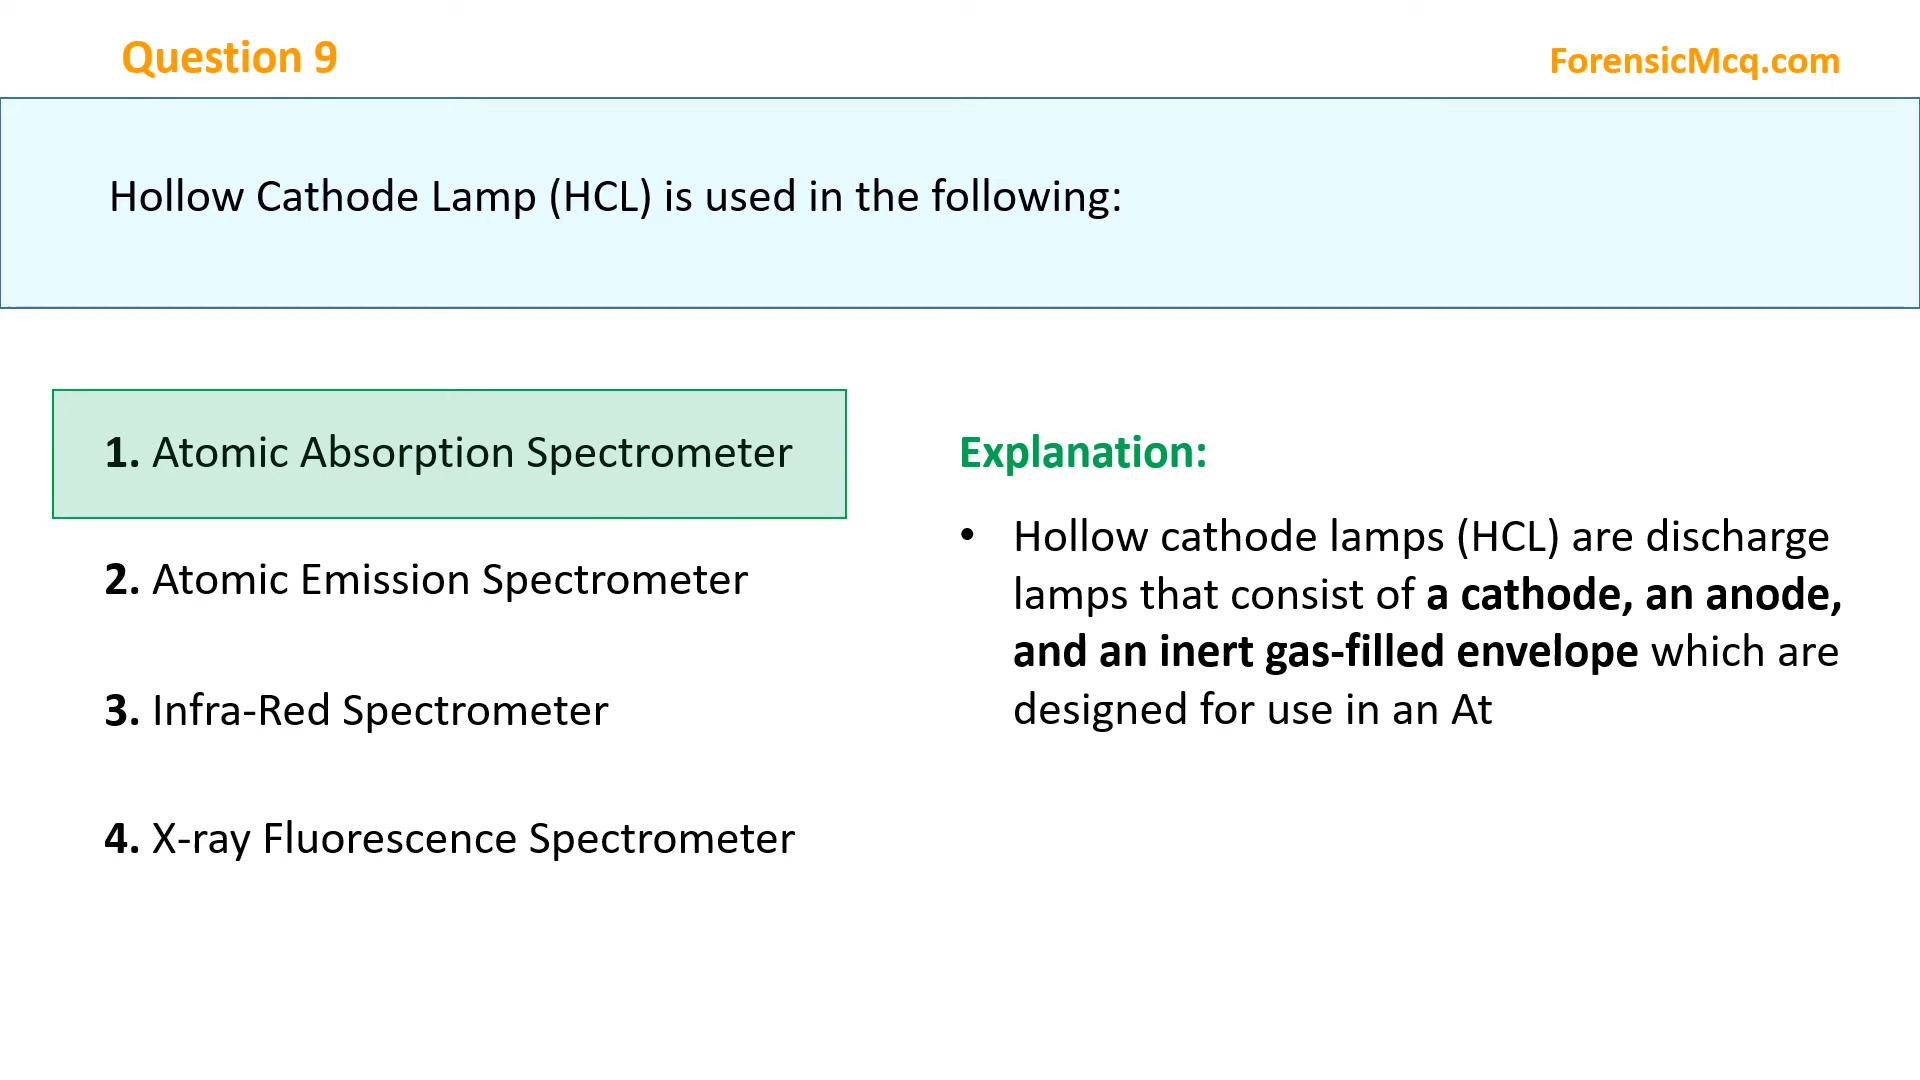 Question 9
ForensicMcq.com
Hollow Cathode Lamp (HCL) is used in the following:
1. Atomic Absorption Spectrometer
2. Atomic Emission Spectrometer
3. Infra-Red Spectrometer
4. X-ray Fluorescence Spectrometer
Explanation:
• Hollow cathode lamps (HCL) are discharge
lamps that consist of a cathode, an anode,
and an inert gas-filled envelope which are
designed for use in an At